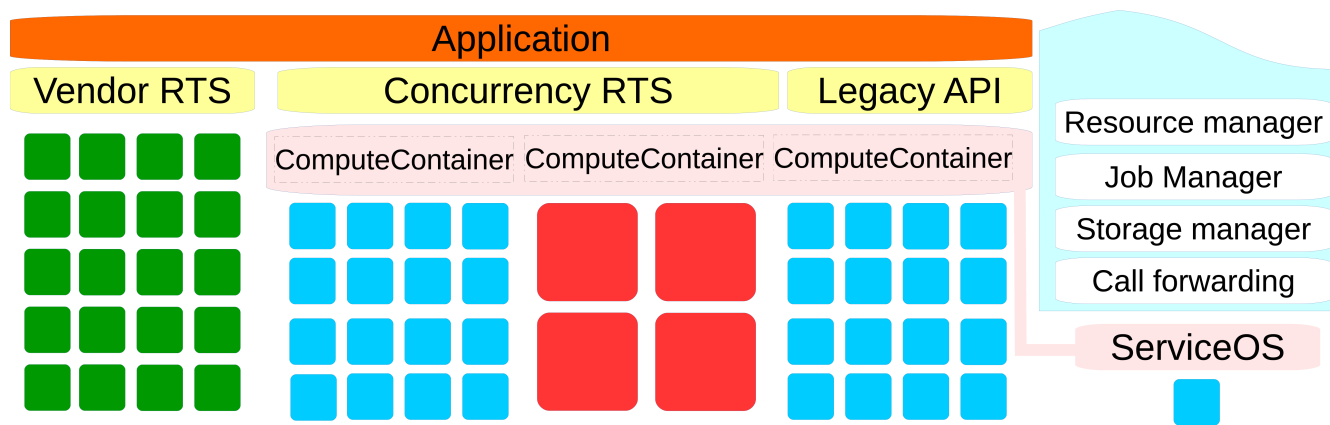 Application
Vendor RTS
Concurrency RTS
Legacy API
ComputeContainer
ComputeContainer
ComputeContainer
Resource manager
Job Manager
Storage manager
Call forwarding
ServiceOS